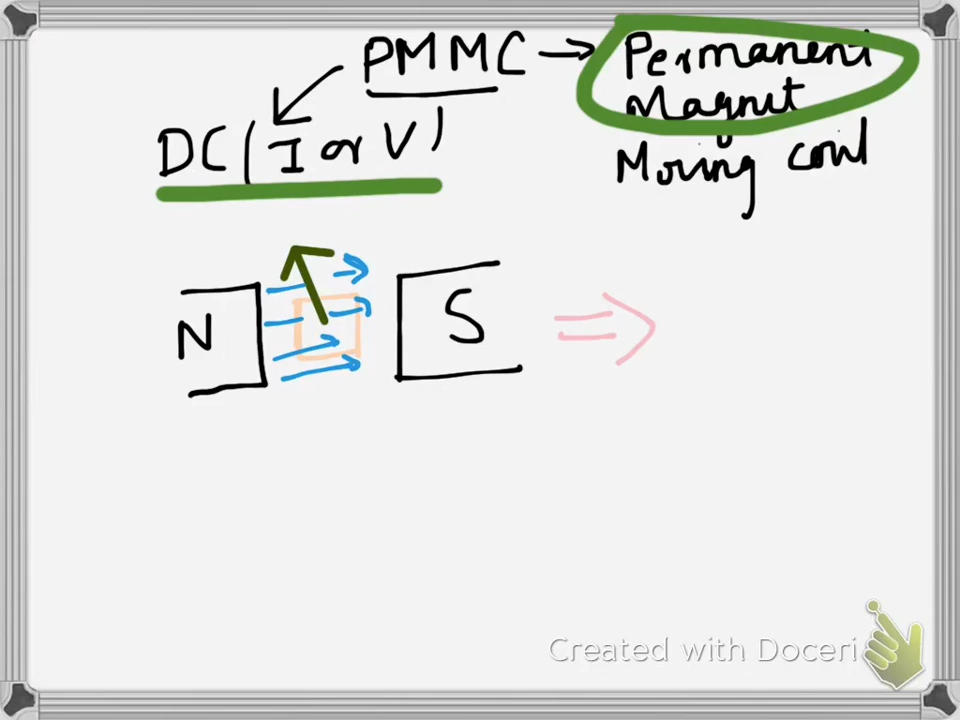 PMMC → Permanent
Magnet
DC (I or V)
Moving coil
N
S
Created with Doceri